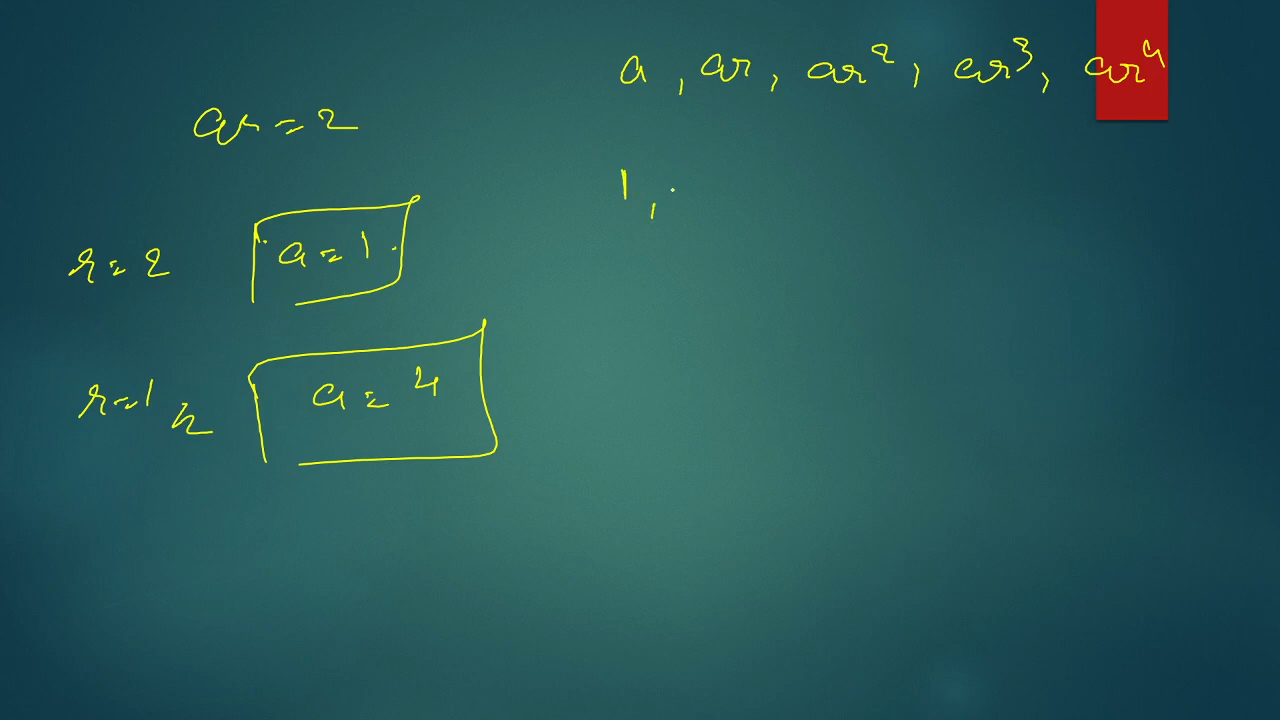 a , ar , ar² , ar³ , ar⁴
ar = 2
1 ,
r = 2 a = 1
r = 1/2 a = 4